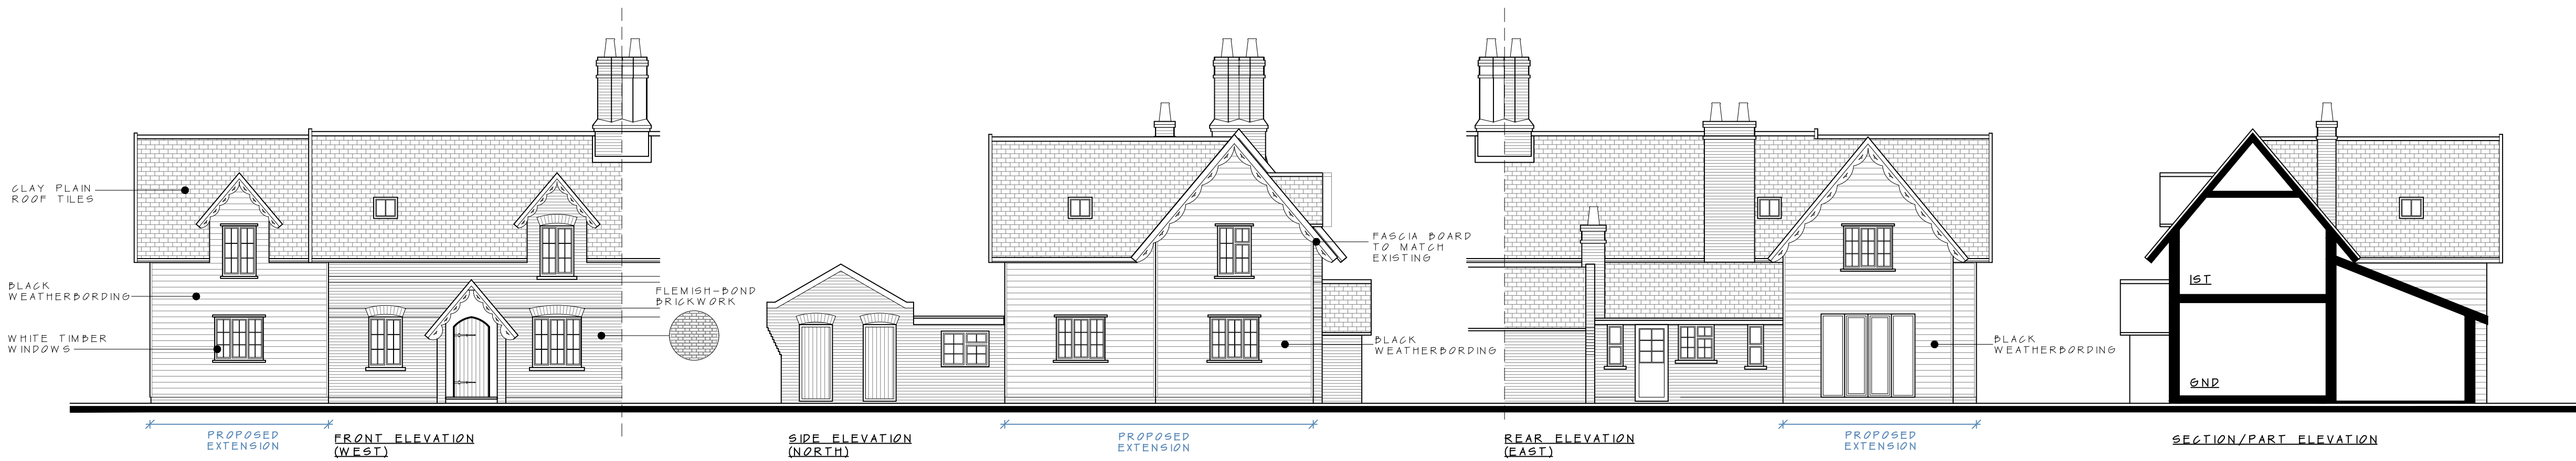 CLAY PLAIN
ROOF TILES
BLACK
WEATHERBORDING
WHITE TIMBER
WINDOWS
FLEMISH-BOND
BRICKWORK
PROPOSED
EXTENSION
FRONT ELEVATION
(WEST)
FASCIA BOARD
TO MATCH
EXISTING
BLACK
WEATHERBORDING
SIDE ELEVATION
(NORTH)
PROPOSED
EXTENSION
BLACK
WEATHERBORDING
REAR ELEVATION
(EAST)
PROPOSED
EXTENSION
1ST
GND
SECTION/PART ELEVATION